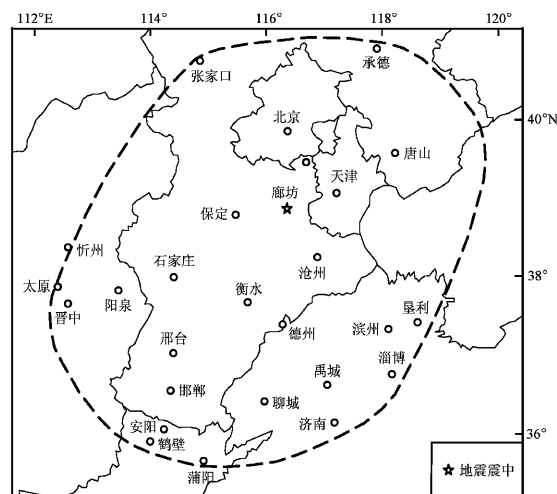 112°E 114° 116° 118° 120°
张家口
承德
北京
40°N
唐山
天津
廊坊
保定
忻州
石家庄
沧州
38°
太原
阳泉
晋中
衡水
垦利
德州
滨州
邢台
淄博
禹城
邯郸
聊城
安阳
济南
36°
鹤壁
蒲阳
地震震中